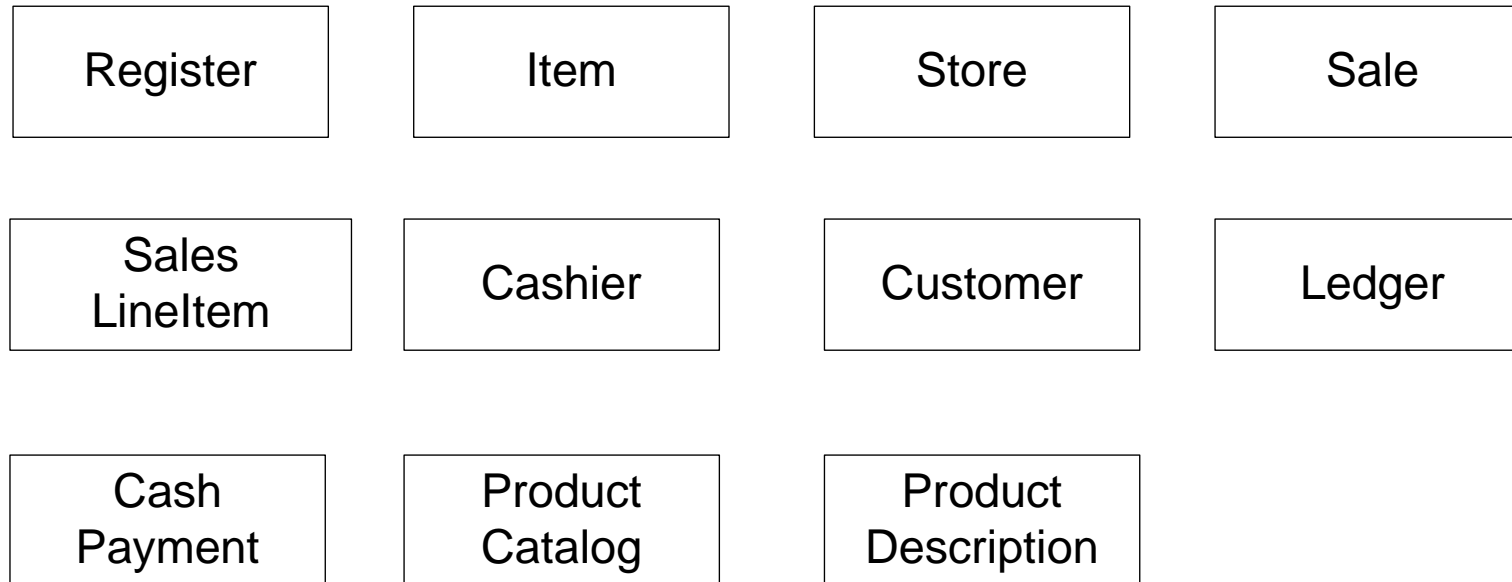 Register
Item
Store
Sale
Sales
LineItem
Cashier
Customer
Ledger
Cash
Payment
Product
Catalog
Product
Description